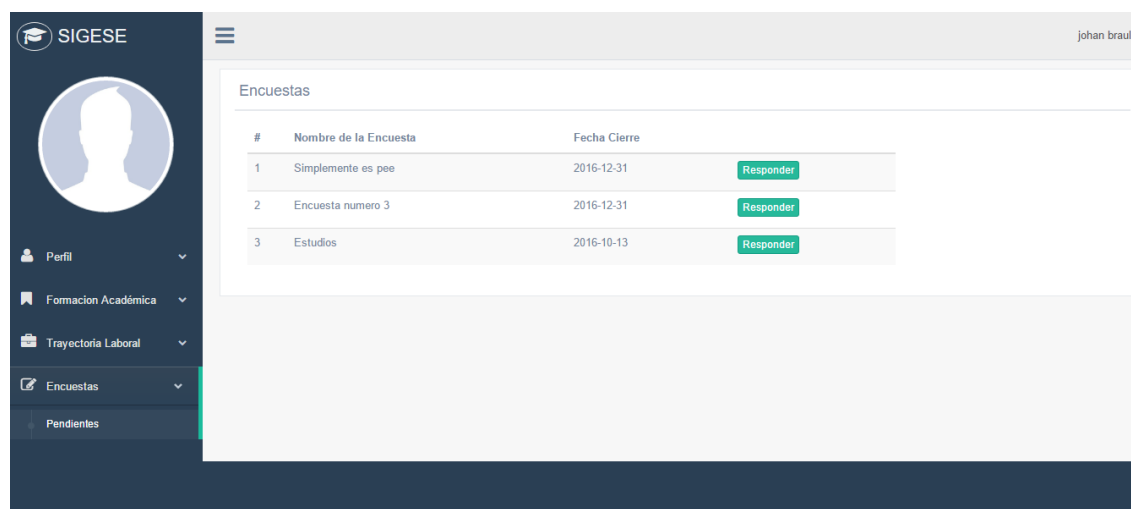 SIGESE
johan braul
Encuestas
# Nombre de la Encuesta Fecha Cierre
1 Simplemente es pee 2016-12-31 Responder
2 Encuesta numero 3 2016-12-31 Responder
3 Estudios 2016-10-13 Responder
Perfil
Formacion Académica
Trayectoria Laboral
Encuestas
Pendientes